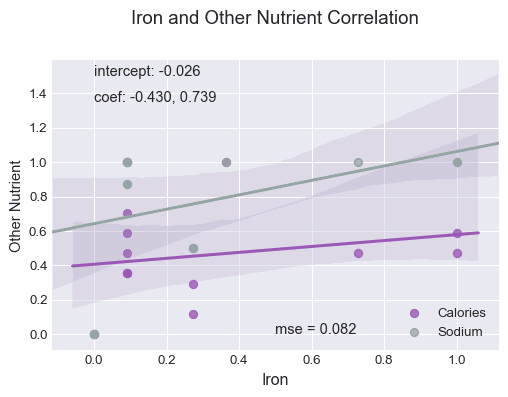 Iron and Other Nutrient Correlation
intercept: -0.026
coef: -0.430, 0.739
1.4
1.2
1.0
0.8
0.6
0.4
0.2
0.0
Other Nutrient
mse = 0.082
Calories
Sodium
0.0 0.2 0.4 0.6 0.8 1.0
Iron